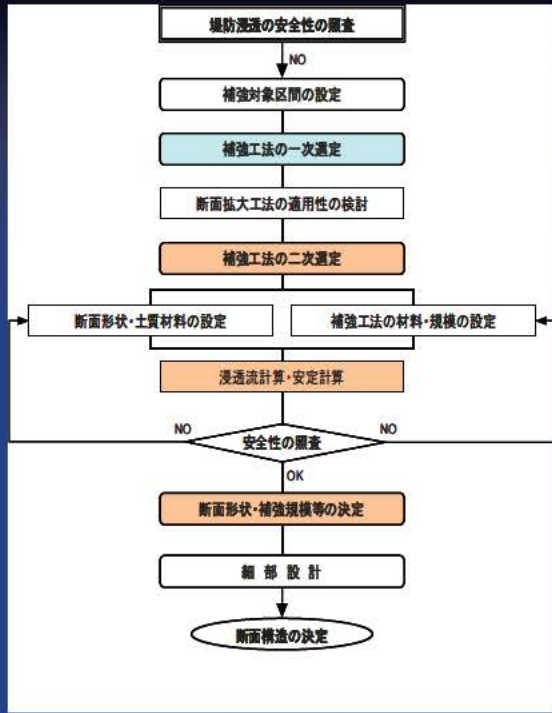 堤防浸透の安全性の照査
NO
補強対象区間の設定
補強工法の一次選定
断面拡大工法の適用性の検討
補強工法の二次選定
断面形状・土質材料の設定
補強工法の材料・規模の設定
浸透流計算・安定計算
NO
安全性の照査
NO
OK
断面形状・補強規模等の決定
細 部 設 計
断面構造の決定